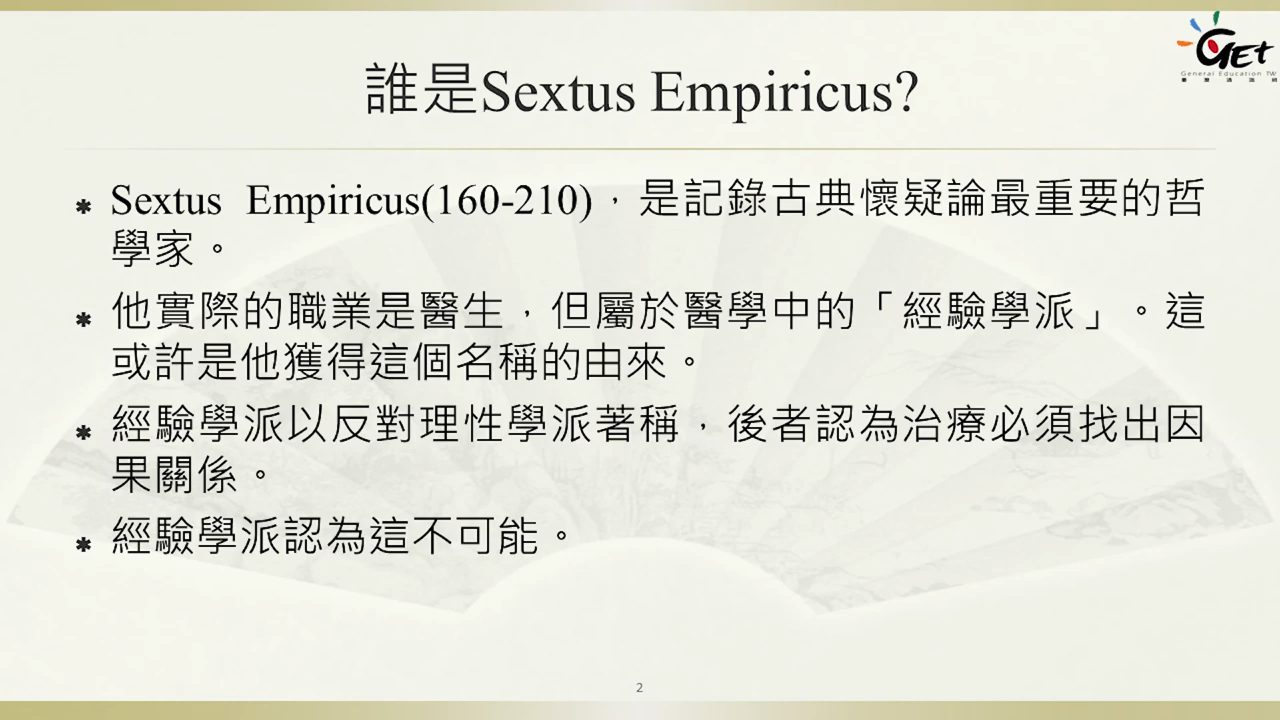 GET
General Education TW
誰是Sextus Empiricus?
✱ Sextus Empiricus(160-210)，是記錄古典懷疑論最重要的哲
學家。
✱ 他實際的職業是醫生，但屬於醫學中的「經驗學派」。這
或許是他獲得這個名稱的由來。
✱ 經驗學派以反對理性學派著稱，後者認為治療必須找出因
果關係。
✱ 經驗學派認為這不可能。
2